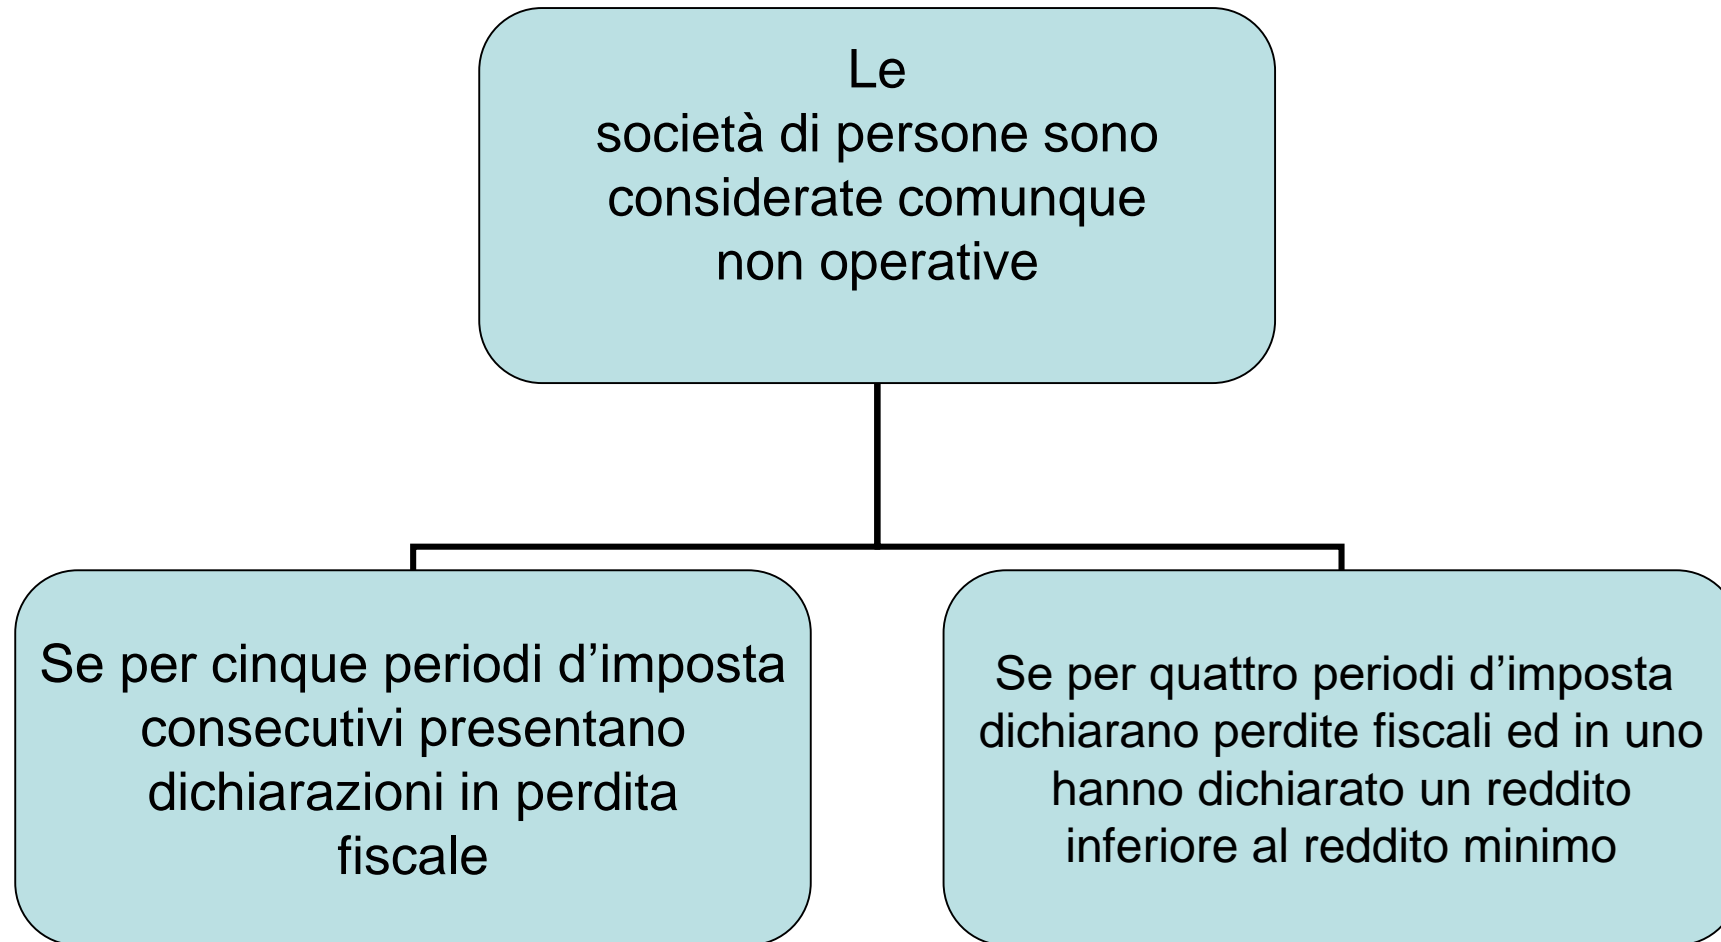 Le
società di persone sono
considerate comunque
non operative
Se per cinque periodi d’imposta
consecutivi presentano
dichiarazioni in perdita
fiscale
Se per quattro periodi d’imposta
dichiarano perdite fiscali ed in uno
hanno dichiarato un reddito
inferiore al reddito minimo